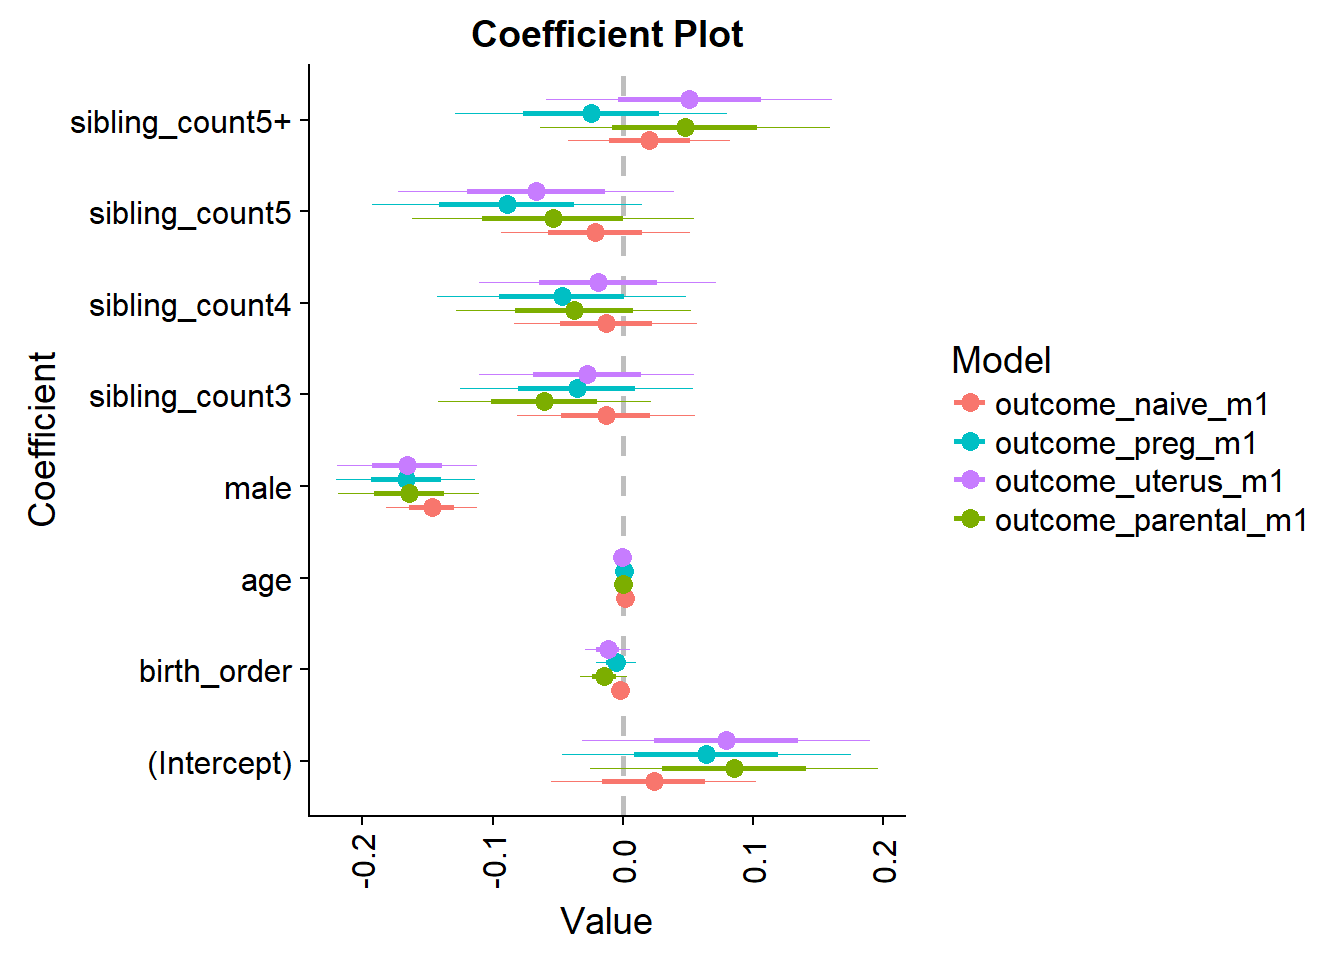 Coefficient Plot
sibling_count5+
sibling_count5
sibling_count4
sibling_count3
male
age
birth_order
(Intercept)
Coefficient
-0.2
-0.1
0.0
0.1
0.2
Value
Model
outcome_naive_m1
outcome_preg_m1
outcome_uterus_m1
outcome_parental_m1